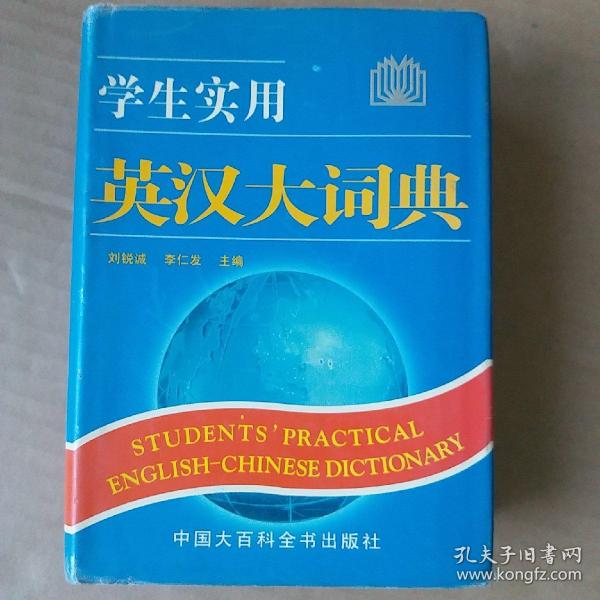 学生实用
英汉大词典
刘锐诚 李仁发 主编
STUDENTS' PRACTICAL
ENGLISH-CHINESE DICTIONARY
中国大百科全书出版社
孔夫子旧书网
www.kongfz.com